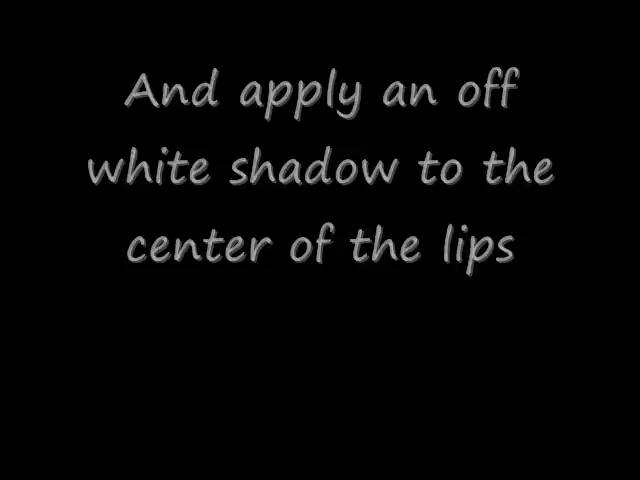 And apply an off
white shadow to the
center of the lips